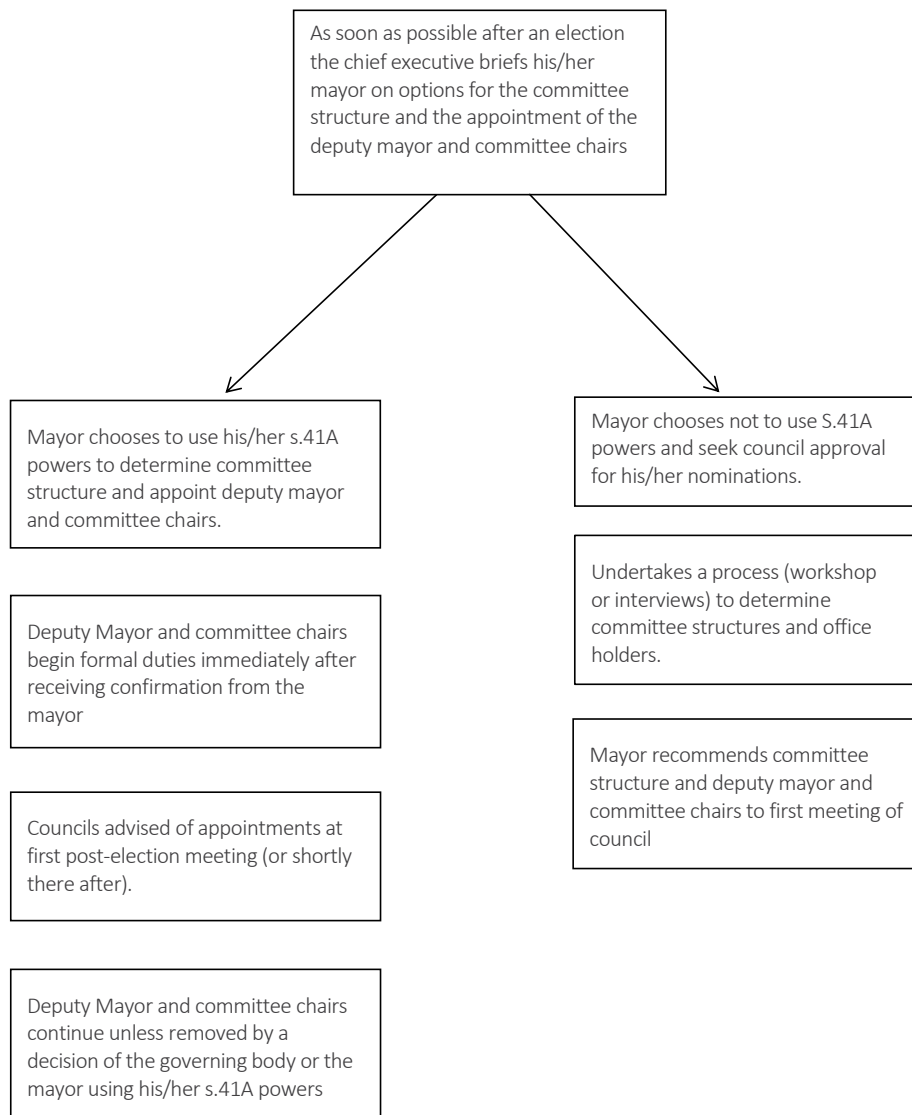 As soon as possible after an election
the chief executive briefs his/her
mayor on options for the committee
structure and the appointment of the
deputy mayor and committee chairs
Mayor chooses to use his/her s.41A
powers to determine committee
structure and appoint deputy mayor
and committee chairs.
Deputy Mayor and committee chairs
begin formal duties immediately after
receiving confirmation from the
mayor
Councils advised of appointments at
first post-election meeting (or shortly
there after).
Deputy Mayor and committee chairs
continue unless removed by a
decision of the governing body or the
mayor using his/her s.41A powers
Mayor chooses not to use S.41A
powers and seek council approval
for his/her nominations.
Undertakes a process (workshop
or interviews) to determine
committee structures and office
holders.
Mayor recommends committee
structure and deputy mayor and
committee chairs to first meeting of
council